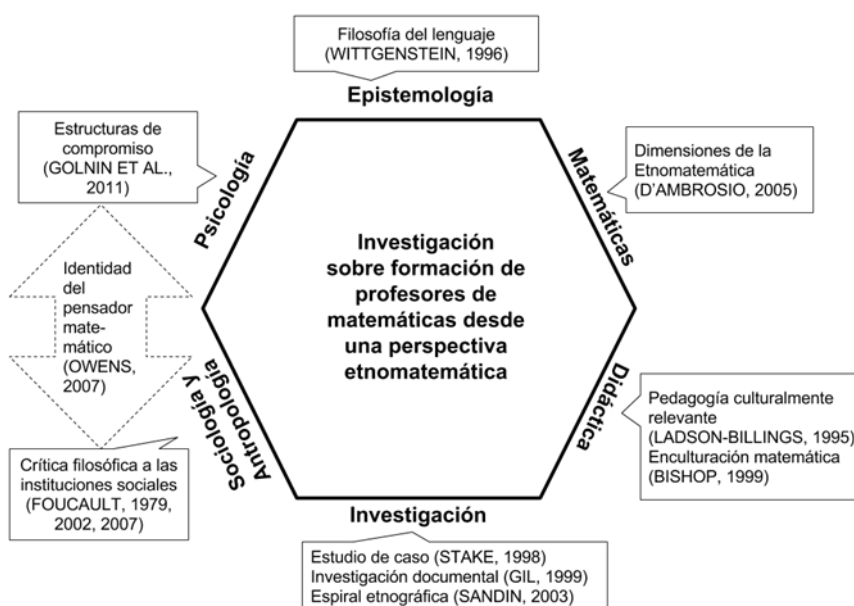 Filosofía del lenguaje
(WITTGENSTEIN, 1996)
Epistemología
Estructuras de
compromiso
(GOLNIN ET AL.,
2011)
Psicología
Matemáticas
Dimensiones de la
Etnomatemática
(D'AMBROSIO, 2005)
Identidad
del
pensador
mate-
mático
(OWENS,
2007)
Investigación
sobre formación de
profesores de
matemáticas desde
una perspectiva
etnomatemática
Sociología y
Antropología
Didáctica
Pedagogía culturalmente
relevante
(LADSON-BILLINGS, 1995)
Enculturación matemática
(BISHOP, 1999)
Crítica filosófica a las
instituciones sociales
(FOUCAULT, 1979,
2002, 2007)
Investigación
Estudio de caso (STAKE, 1998)
Investigación documental (GIL, 1999)
Espiral etnográfica (SANDIN, 2003)